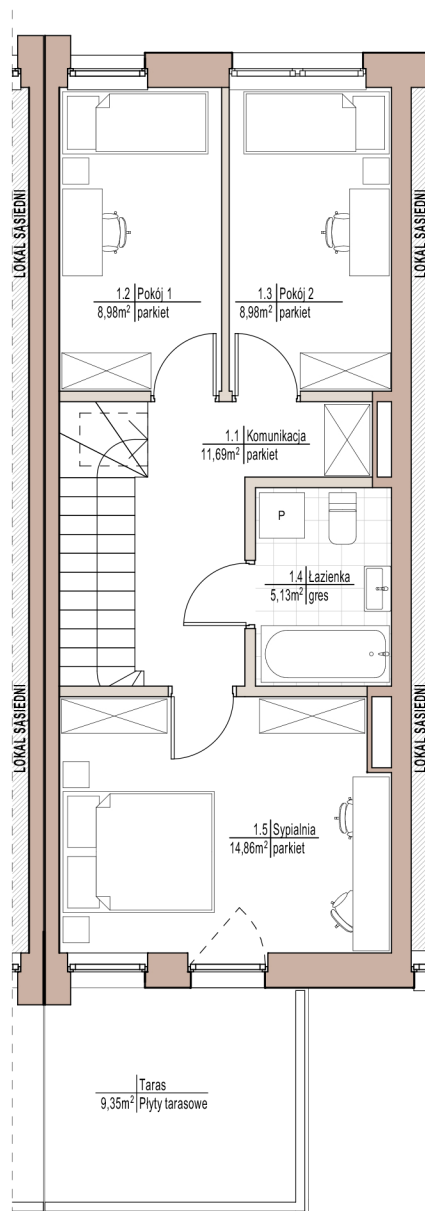 LOKAL SĄSIEDNI
LOKAL SĄSIEDNI
1.2 Pokój 1
8,98m² parkiet
1.3 Pokój 2
8,98m² parkiet
1.1 Komunikacja
11,69m² parkiet
P
1.4 Łazienka
5,13m² gres
LOKAL SĄSIEDNI
LOKAL SĄSIEDNI
1.5 Sypialnia
14,86m² parkiet
Taras
9,35m² Płyty tarasowe